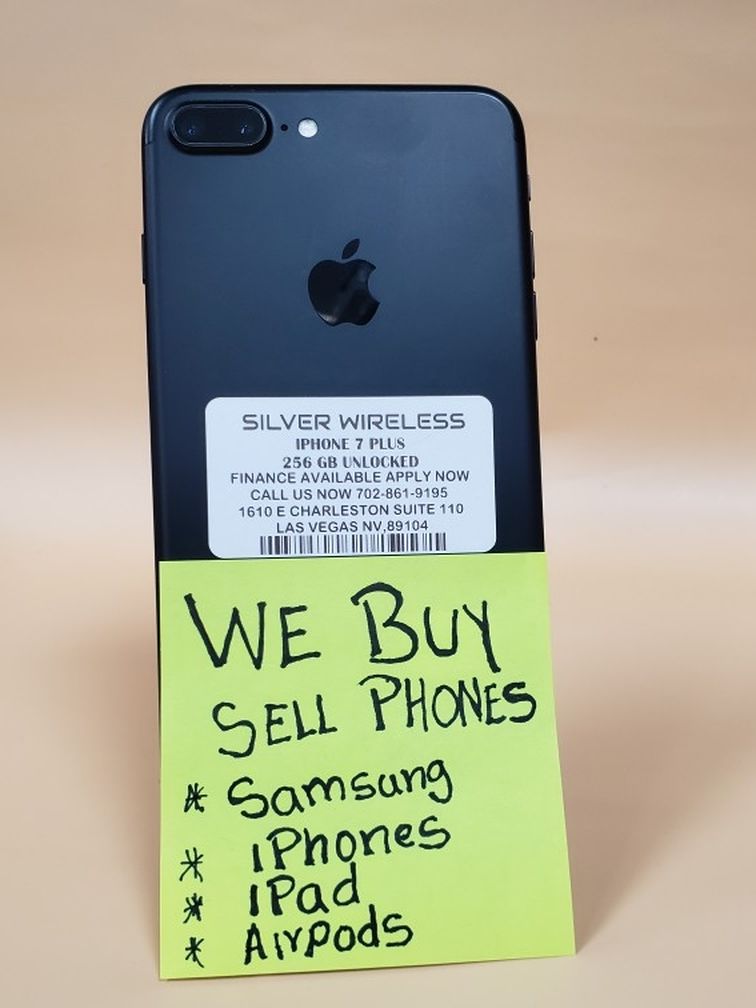 SILVER WIRELESS
IPHONE 7 PLUS
256 GB UNLOCKED
FINANCE AVAILABLE APPLY NOW
CALL US NOW 702-861-9195
1610 E CHARLESTON SUITE 110
LAS VEGAS NV,89104
WE BUY
SELL PHONES
* Samsung
* iPhones
* IPad
* AirPods